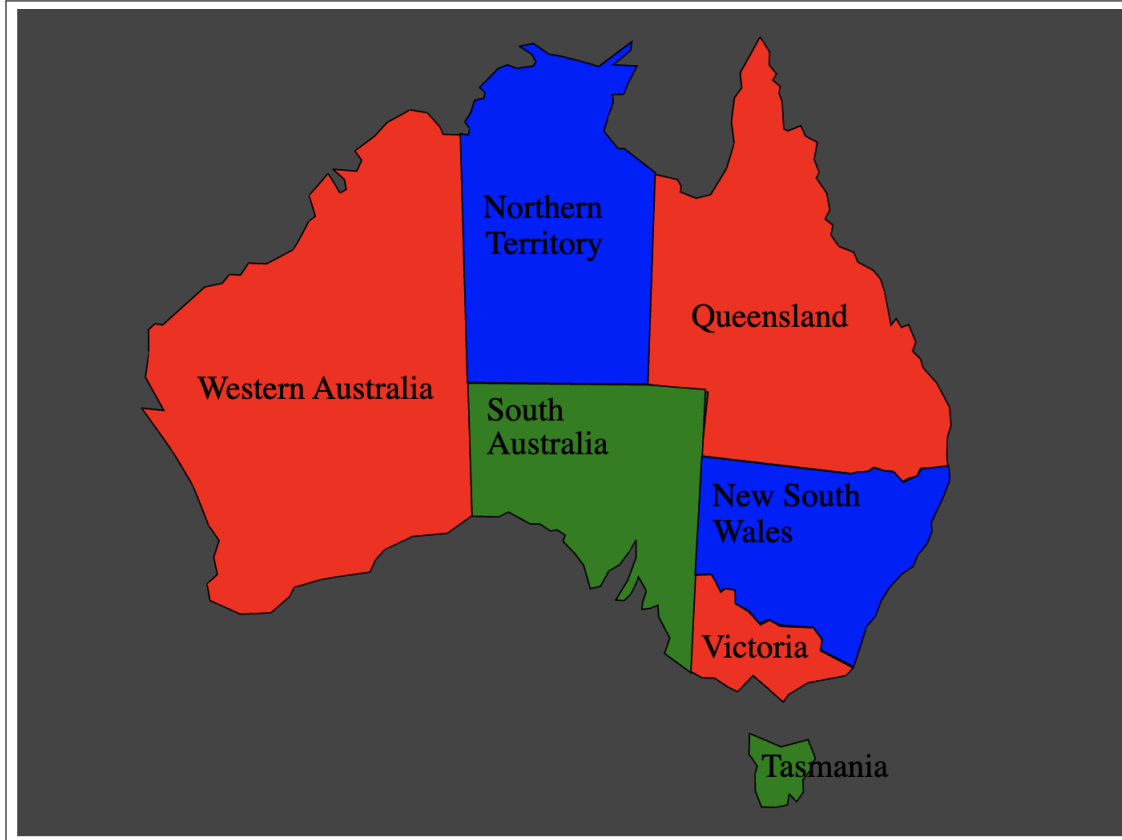 Northern
Territory
Queensland
Western Australia
South
Australia
New South
Wales
Victoria
Tasmania